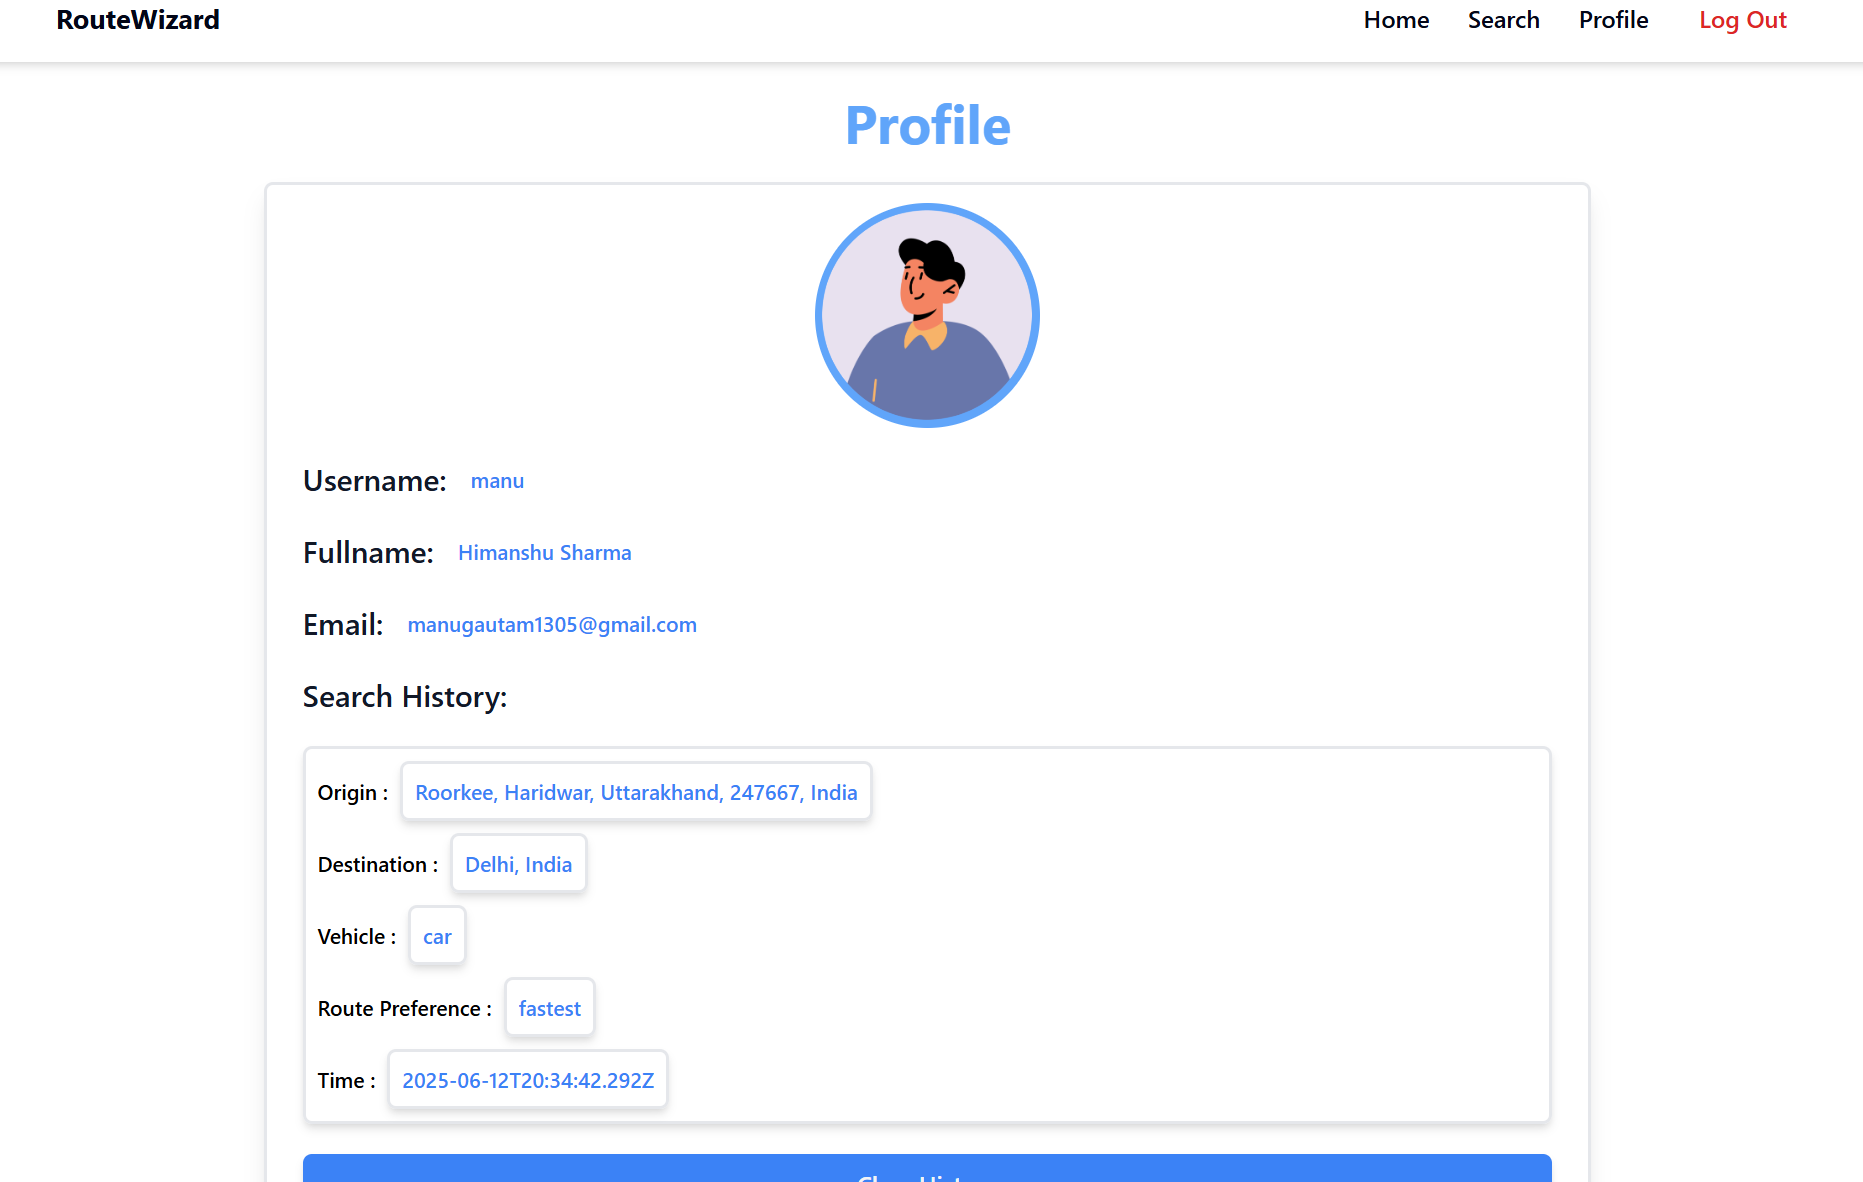 RouteWizard Home Search Profile Log Out
Profile
Username: manu
Fullname: Himanshu Sharma
Email: manugautam1305@gmail.com
Search History:
Origin : Roorkee, Haridwar, Uttarakhand, 247667, India
Destination : Delhi, India
Vehicle : car
Route Preference : fastest
Time : 2025-06-12T20:34:42.292Z